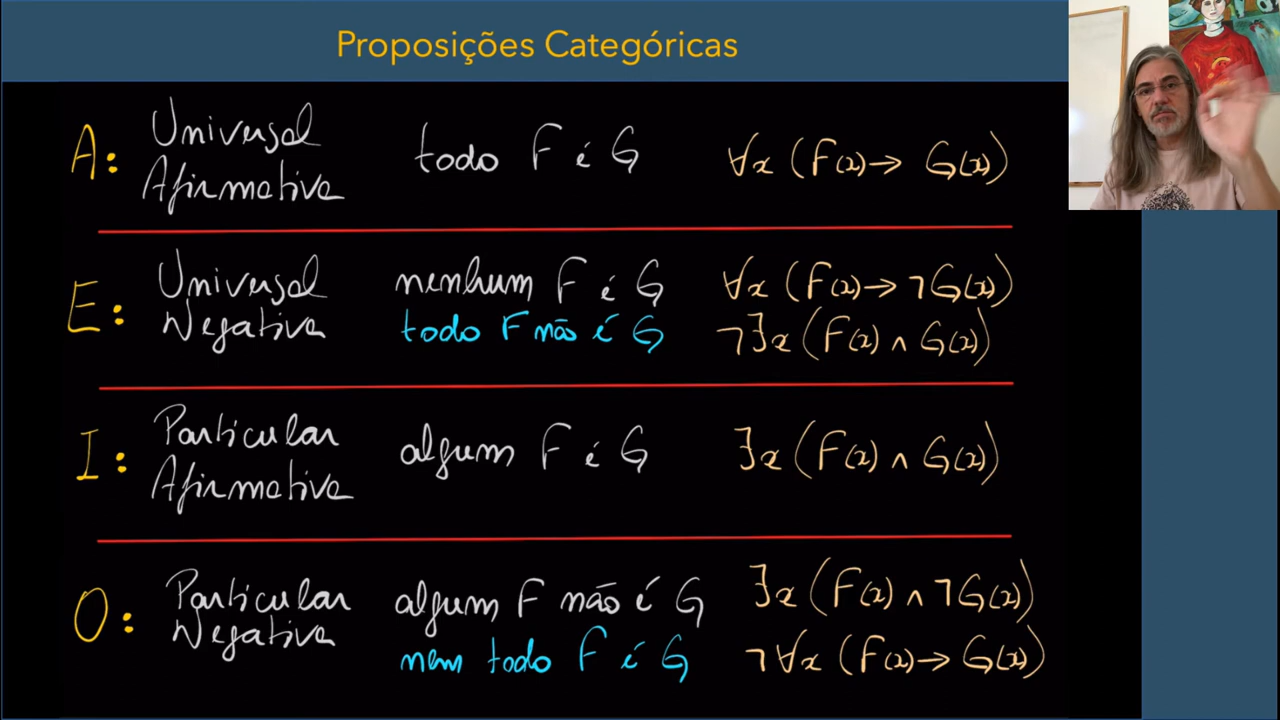 Proposições Categóricas
A: Universal Afirmativa todo F é G ∀x (F(x) → G(x))
E: Universal Negativa nenhum F é G ∀x (F(x) → ¬G(x))
todo F não é G ¬∃x (F(x) ∧ G(x))
I: Particular Afirmativa algum F é G ∃x (F(x) ∧ G(x))
O: Particular Negativa algum F não é G ∃x (F(x) ∧ ¬G(x))
nem todo F é G ¬∀x (F(x) → G(x))